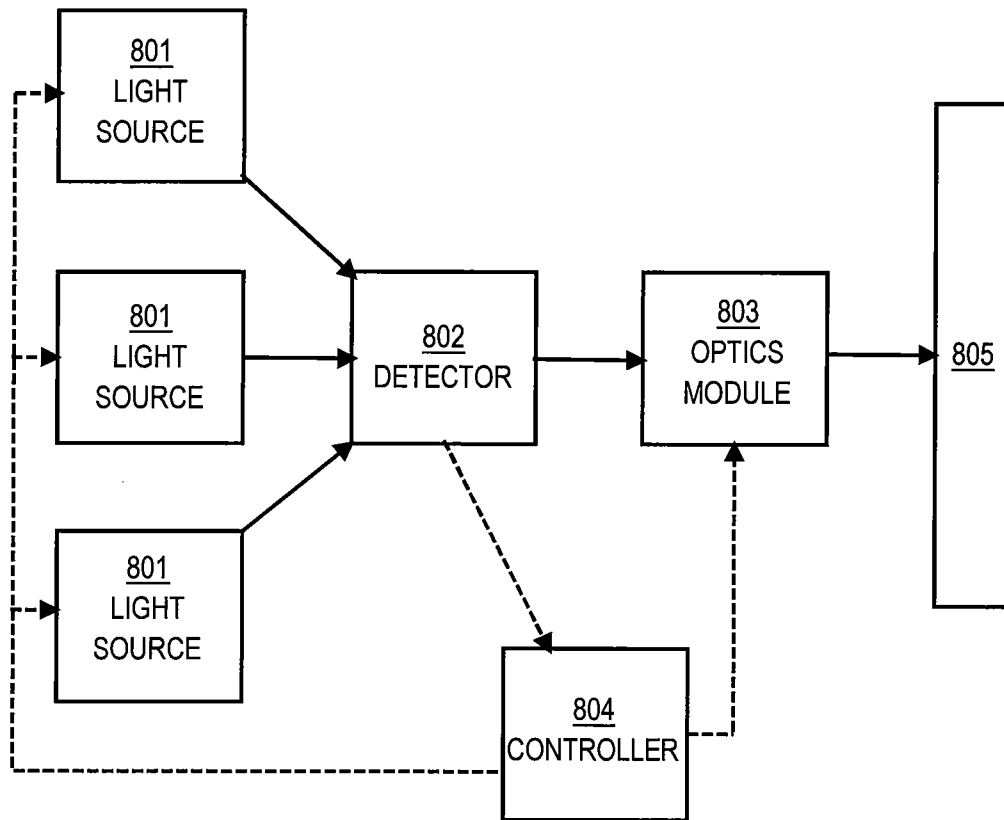 801
LIGHT
SOURCE
801
LIGHT
SOURCE
802
DETECTOR
803
OPTICS
MODULE
805
801
LIGHT
SOURCE
804
CONTROLLER